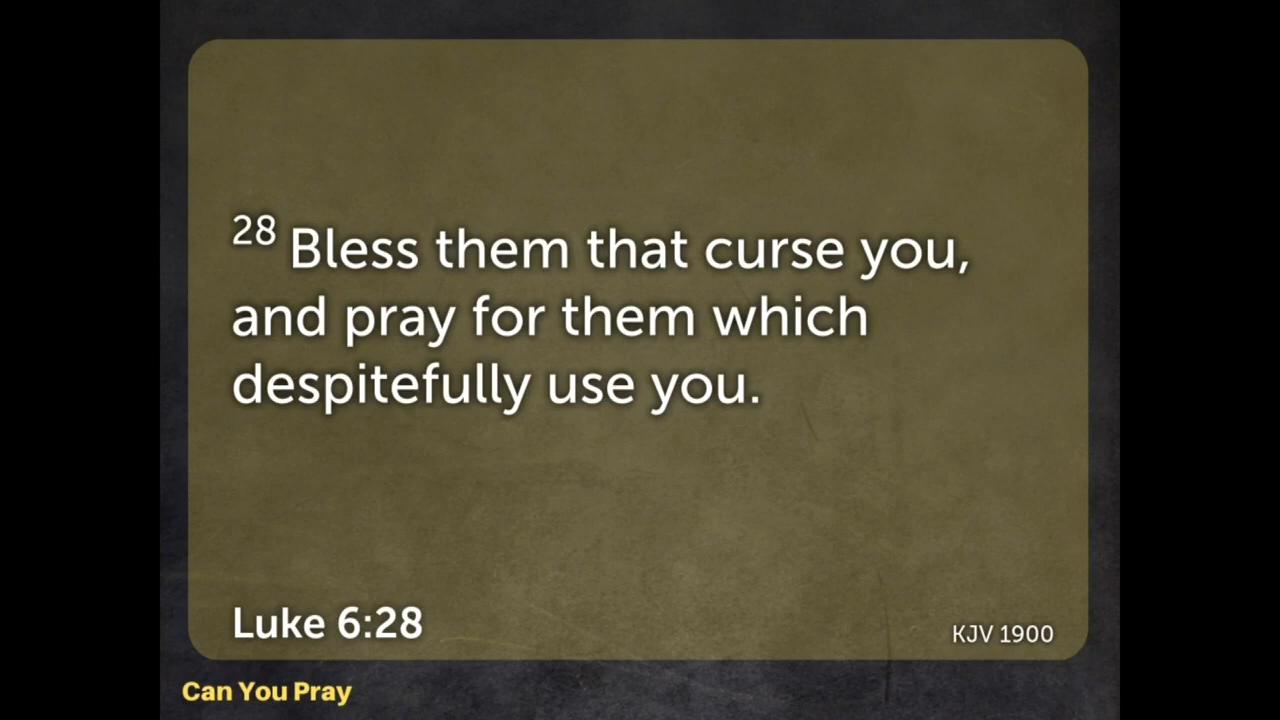 28 Bless them that curse you,
and pray for them which
despitefully use you.
Luke 6:28
KJV 1900
Can You Pray